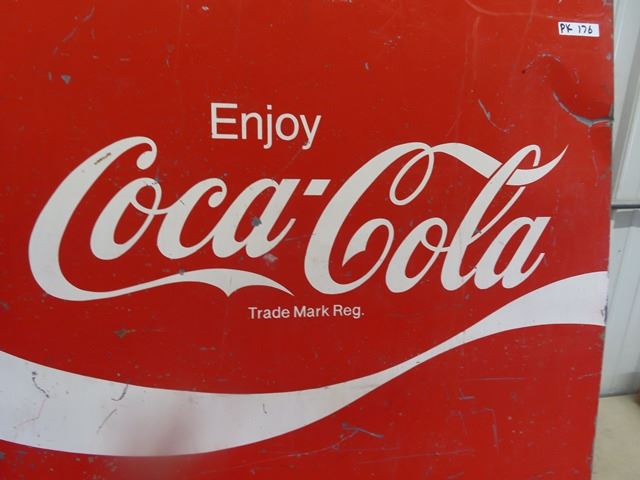 PK 176
Enjoy
Coca-Cola
Trade Mark Reg.